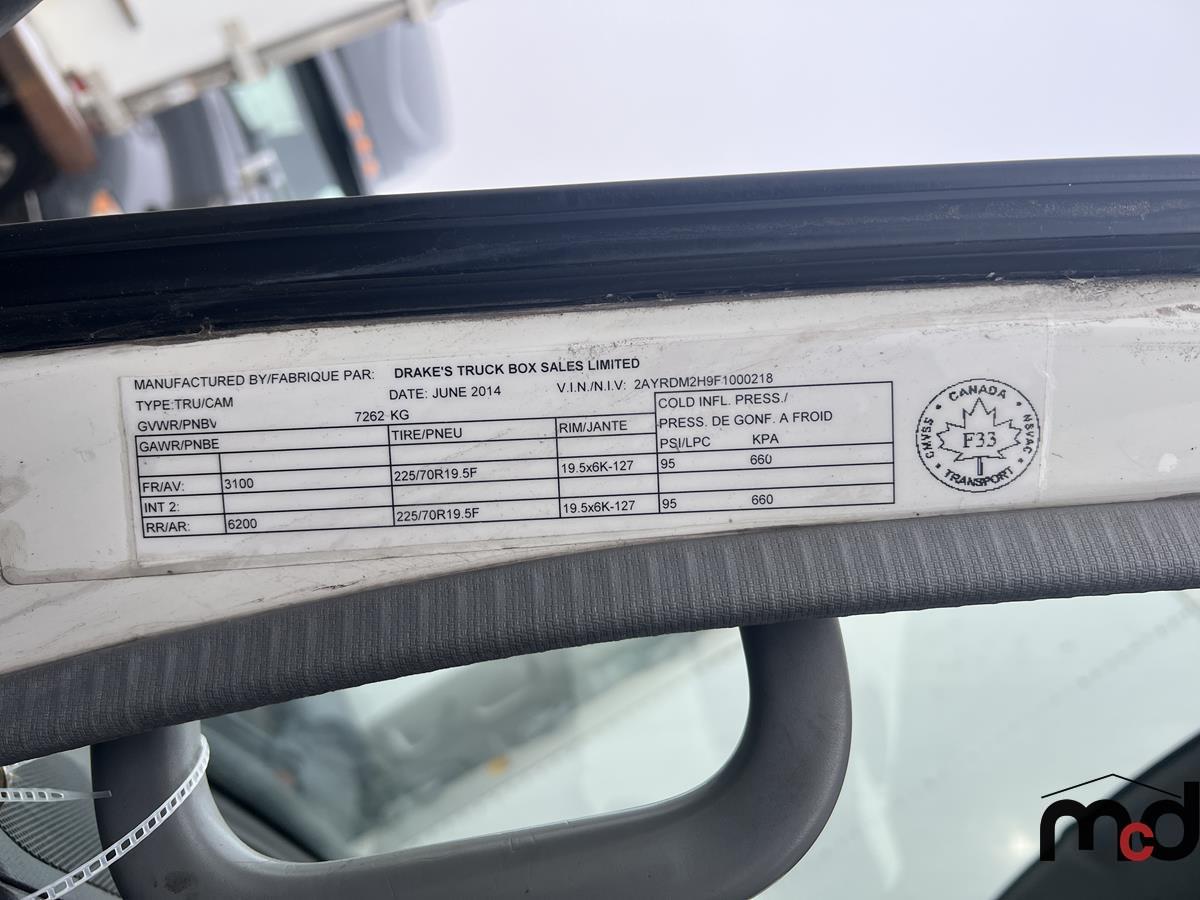 MANUFACTURED BY/FABRIQUE PAR: DRAKE'S TRUCK BOX SALES LIMITED
TYPE:TRU/CAM DATE: JUNE 2014 V.I.N./N.I.V: 2AYRDM2H9F1000218
GVWR/PNBV 7262 KG
GAWR/PNBE TIRE/PNEU RIM/JANTE COLD INFL. PRESS./
PRESS. DE GONF. A FROID
PSI/LPC KPA
FR/AV: 3100 225/70R19.5F 19.5x6K-127 95 660
INT 2:
RR/AR: 6200 225/70R19.5F 19.5x6K-127 95 660
CANADA
CMVSS F33 NSVAC
TRANSPORT
mcd